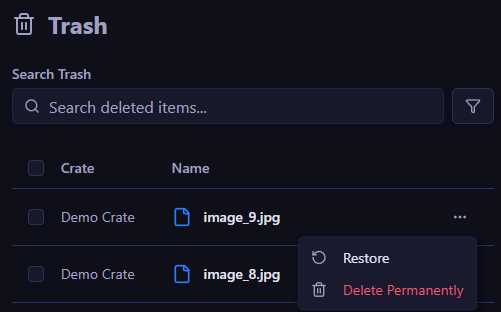 Trash
Search Trash
Search deleted items...
Crate Name
Demo Crate image_9.jpg ...
Restore
Demo Crate image_8.jpg
Delete Permanently